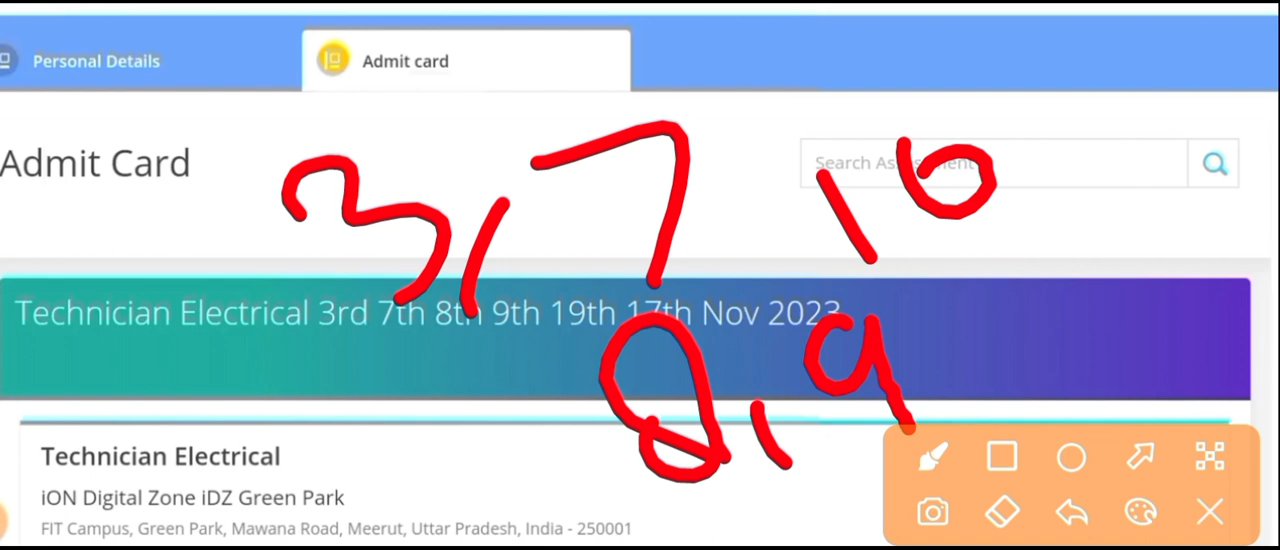 Personal Details
Admit card
Admit Card
Search As
3, 7
, 10
Technician Electrical 3rd 7th 8th 9th 19th 17th Nov 2023
8, 9
Technician Electrical
iON Digital Zone iDZ Green Park
FIT Campus, Green Park, Mawana Road, Meerut, Uttar Pradesh, India - 250001